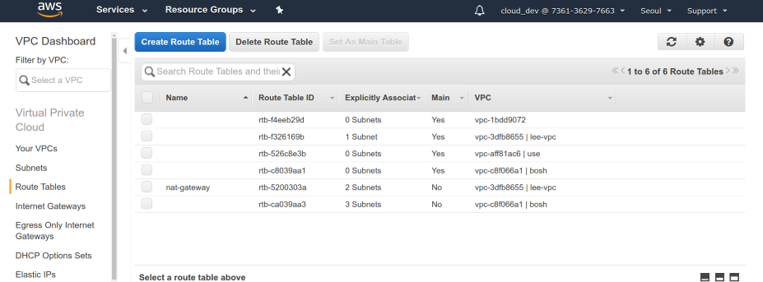 aws Services Resource Groups cloud_dev @ 7361-3629-7663 Seoul Support
VPC Dashboard
Filter by VPC:
Select a VPC
Virtual Private
Cloud
Your VPCs
Subnets
Route Tables
Internet Gateways
Egress Only Internet
Gateways
DHCP Options Sets
Elastic IPs
Create Route Table Delete Route Table Set As Main Table
Search Route Tables and their 1 to 6 of 6 Route Tables
Name Route Table ID Explicitly Associat Main VPC
rtb-f4eeb29d 0 Subnets Yes vpc-1bdd9072
rtb-f326169b 1 Subnet Yes vpc-3dfb8655 | lee-vpc
rtb-526c8e3b 0 Subnets Yes vpc-aff81ac6 | use
rtb-c8039aa1 0 Subnets Yes vpc-c8f066a1 | bosh
nat-gateway rtb-5200303a 2 Subnets No vpc-3dfb8655 | lee-vpc
rtb-ca039aa3 3 Subnets No vpc-c8f066a1 | bosh
Select a route table above